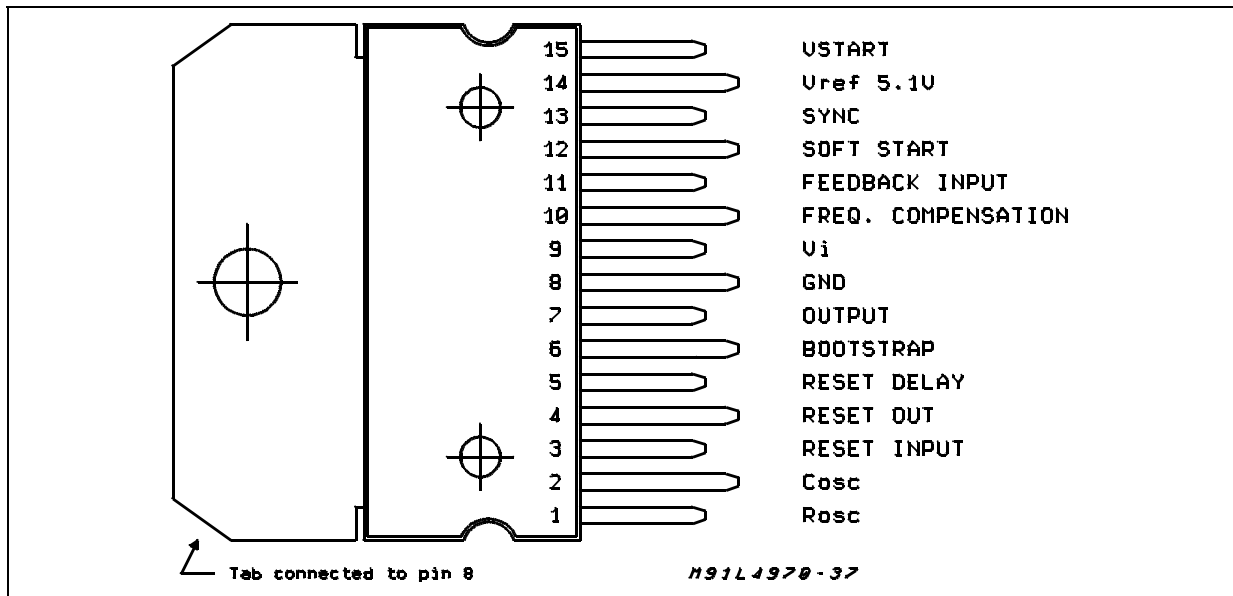 15 VSTART
14 Vref 5.1V
13 SYNC
12 SOFT START
11 FEEDBACK INPUT
10 FREQ. COMPENSATION
9 Vi
8 GND
7 OUTPUT
6 BOOTSTRAP
5 RESET DELAY
4 RESET OUT
3 RESET INPUT
2 Cosc
1 Rosc
Tab connected to pin 8
M91L4970-37